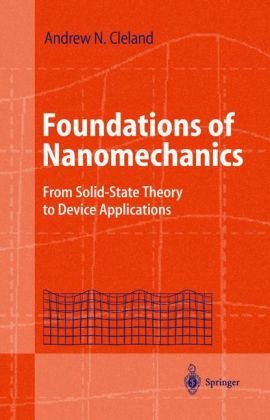 Andrew N. Cleland
Foundations of
Nanomechanics
From Solid-State Theory
to Device Applications
Springer